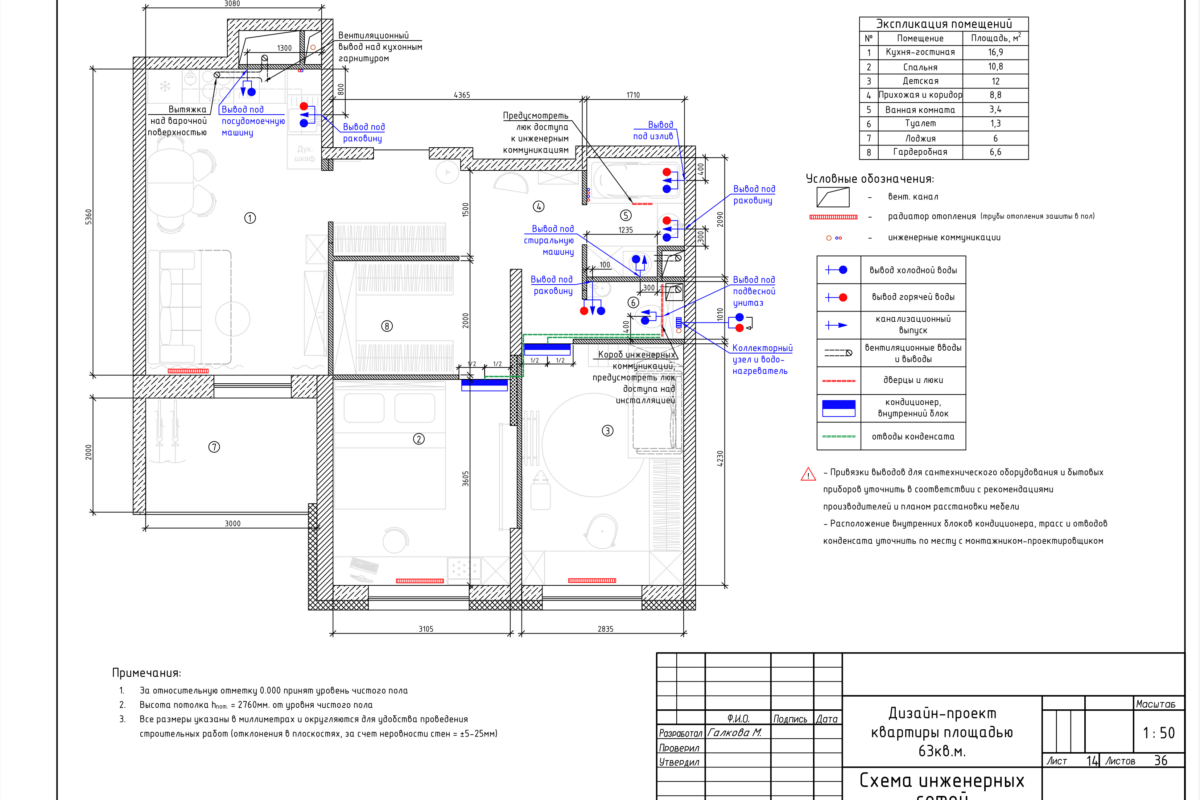 3080
Вентиляционный
вывод над кухонным
гарнитуром
1300
800
4365
1710
Вытяжка
над варочной
поверхностью
Вывод под
посудомоечную
машину
Вывод под
раковину
Дух.
шкаф
Предусмотреть
люк доступа
к инженерным
коммуникациям
Вывод
под излив
400
Вывод под
раковину
2090
5360
1
1500
4
5
1235
300
Вывод под
стиральную
машину
100
Вывод под
раковину
300
6
400
1010
Вывод под
подвесной
унитаз
Коллекторный
узел и водо-
нагреватель
8
2000
1/2
1/2
1/2
1/2
Короб инженерных
коммуникаций,
предусмотреть люк
доступа над
инсталляцией
7
2000
3000
2
3605
3
4230
3105
2835
Экспликация помещений
№ Помещение Площадь, м²
1 Кухня-гостиная 16,9
2 Спальня 10,8
3 Детская 12
4 Прихожая и коридор 8,8
5 Ванная комната 3,4
6 Туалет 1,3
7 Лоджия 6
8 Гардеробная 6,6
Условные обозначения:
- вент. канал
- радиатор отопления (трубы отопления зашиты в пол)
- инженерные коммуникации
вывод холодной воды
вывод горячей воды
канализационный
выпуск
вентиляционные вводы
и выводы
дверцы и люки
кондиционер,
внутренний блок
отводы конденсата
!
- Привязки выводов для сантехнического оборудования и бытовых
приборов уточнить в соответствии с рекомендациями
производителей и планом расстановки мебели
- Расположение внутренних блоков кондиционера, трасс и отводов
конденсата уточнить по месту с монтажником-проектировщиком
Примечания:
1. За относительную отметку 0.000 принят уровень чистого пола
2. Высота потолка hпот. = 2760мм. от уровня чистого пола
3. Все размеры указаны в миллиметрах и округляются для удобства проведения
строительных работ (отклонения в плоскостях, за счет неровности стен = ±5-25мм)
Ф.И.О. Подпись Дата
Разработал Галкова М.
Проверил
Утвердил
Дизайн-проект
квартиры площадью
63кв.м.
Масштаб
1 : 50
Лист 14 Листов 36
Схема инженерных
сетей